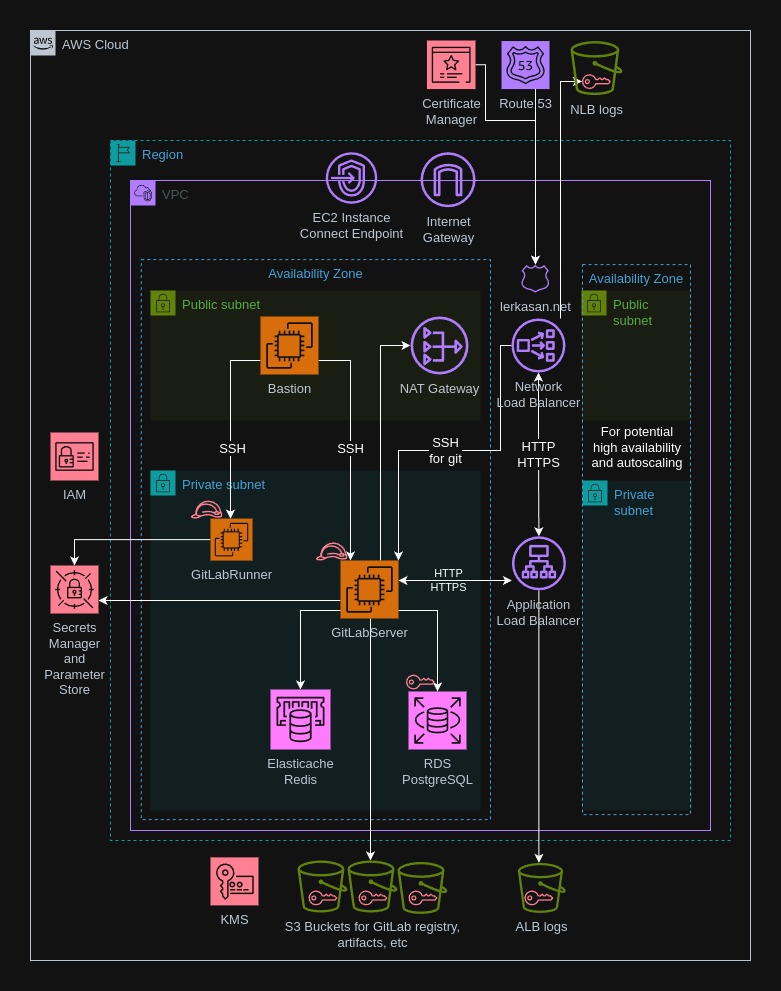 aws
AWS Cloud
Certificate
Manager
53
Route 53
NLB logs
Region
VPC
EC2 Instance
Connect Endpoint
Internet
Gateway
Availability Zone
Public subnet
Bastion
NAT Gateway
lerkasan.net
Network
Load Balancer
Availability Zone
Public
subnet
For potential
high availability
and autoscaling
SSH
SSH
SSH
for git
HTTP
HTTPS
IAM
Private subnet
Private
subnet
GitLabRunner
GitLabServer
HTTP
HTTPS
Application
Load Balancer
Secrets
Manager
and
Parameter
Store
Elasticache
Redis
RDS
PostgreSQL
KMS
S3 Buckets for GitLab registry,
artifacts, etc
ALB logs